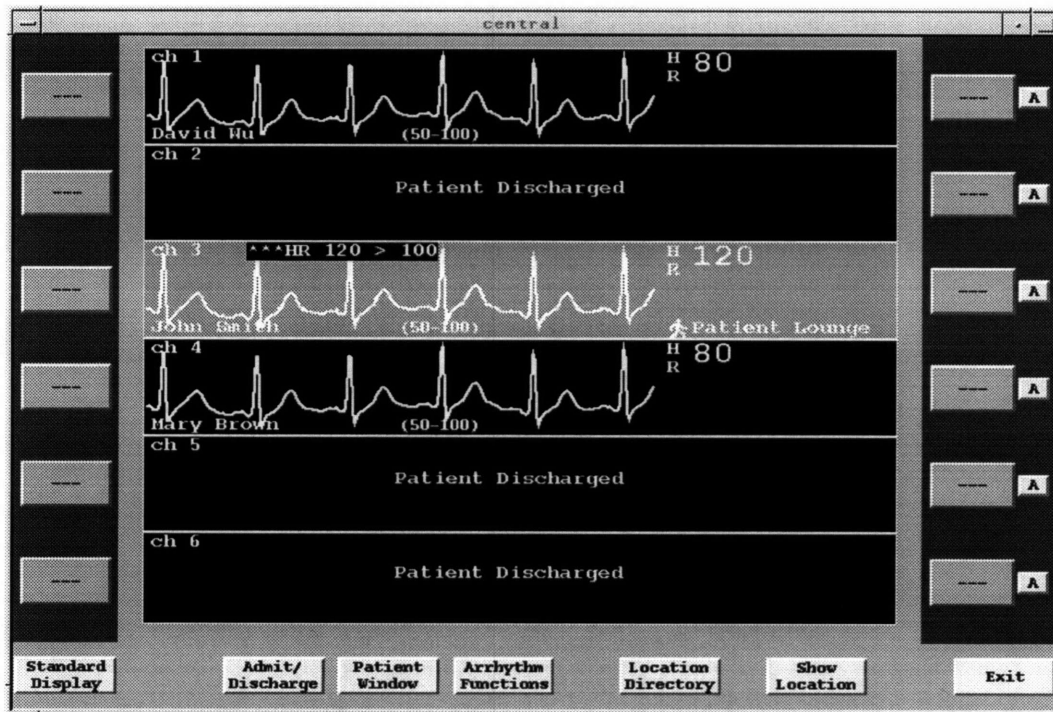 central
ch 1
H
R 80
David Wu (50-100)
ch 2
Patient Discharged
ch 3 ***HR 120 > 100
H
R 120
John Smith (50-100) Patient Lounge
ch 4
H
R 80
Mary Brown (50-100)
ch 5
Patient Discharged
ch 6
Patient Discharged
--- --- A
--- --- A
--- --- A
--- --- A
--- --- A
--- --- A
Standard
Display
Admit/
Discharge
Patient
Window
Arrhythm
Functions
Location
Directory
Show
Location
Exit